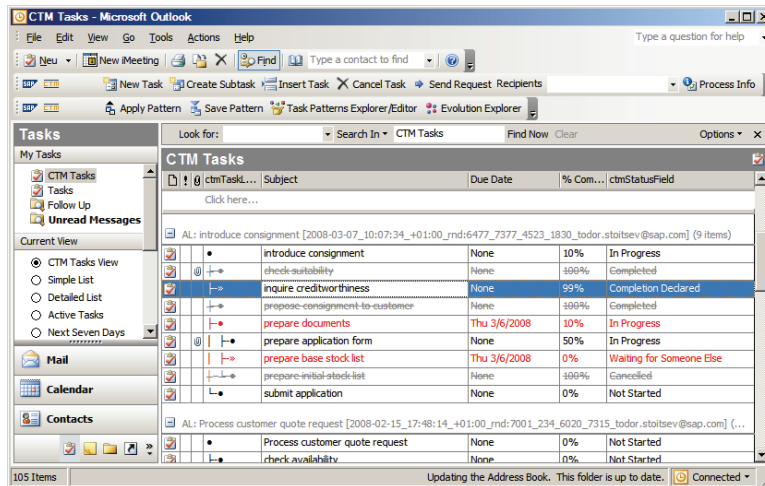 CTM Tasks - Microsoft Outlook
File Edit View Go Tools Actions Help Type a question for help
Neu New iMeeting Find Type a contact to find
SAP CTM New Task Create Subtask Insert Task Cancel Task Send Request Recipients Process Info
SAP CTM Apply Pattern Save Pattern Task Patterns Explorer/Editor Evolution Explorer
Tasks Look for: Search In CTM Tasks Find Now Clear Options
My Tasks
CTM Tasks
Tasks
Follow Up
Unread Messages
Current View
CTM Tasks View
Simple List
Detailed List
Active Tasks
Next Seven Days
Mail
Calendar
Contacts
CTM Tasks
ctmTaskL... Subject Due Date % Com... ctmStatusField
Click here...
AL: introduce consignment [2008-03-07_10:07:34_+01:00_rnd:6477_7377_4523_1830_todor.stoitsev@sap.com] (9 items)
introduce consignment None 10% In Progress
check suitability None 100% Completed
inquire creditworthiness None 99% Completion Declared
propose consignment to customer None 100% Completed
prepare documents Thu 3/6/2008 10% In Progress
prepare application form None 50% In Progress
prepare base stock list Thu 3/6/2008 0% Waiting for Someone Else
prepare initial stock list None 100% Cancelled
submit application None 0% Not Started
AL: Process customer quote request [2008-02-15_17:48:14_+01:00_rnd:7001_234_6020_7315_todor.stoitsev@sap.com] (...
Process customer quote request None 0% Not Started
check availability None 0% Not Started
105 Items Updating the Address Book. This folder is up to date. Connected